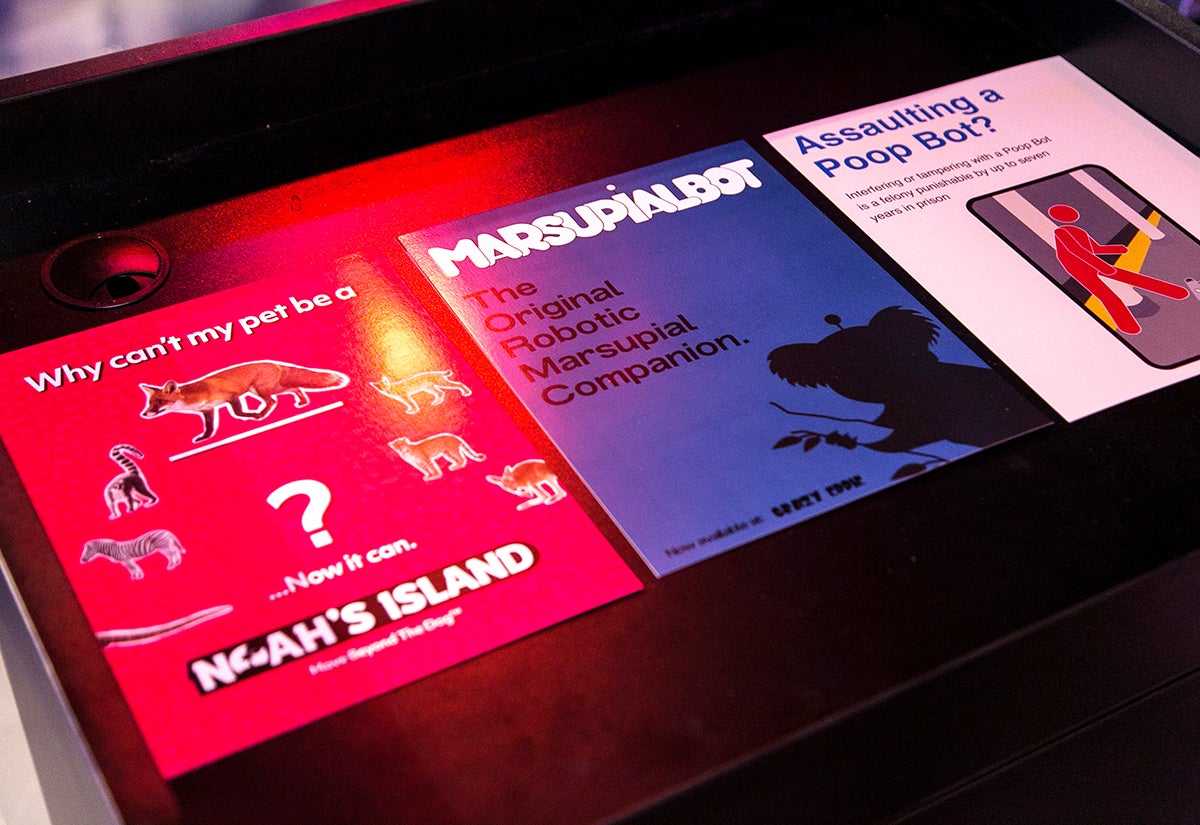 Why can't my pet be a
?
...Now it can.
NOAH'S ISLAND
Move Beyond The Dog
MARSUPIALBOT
The
Original
Robotic
Marsupial
Companion.
Now available at: CRAZY EDDIE
Assaulting a
Poop Bot?
Interfering or tampering with a Poop Bot
is a felony punishable by up to seven
years in prison